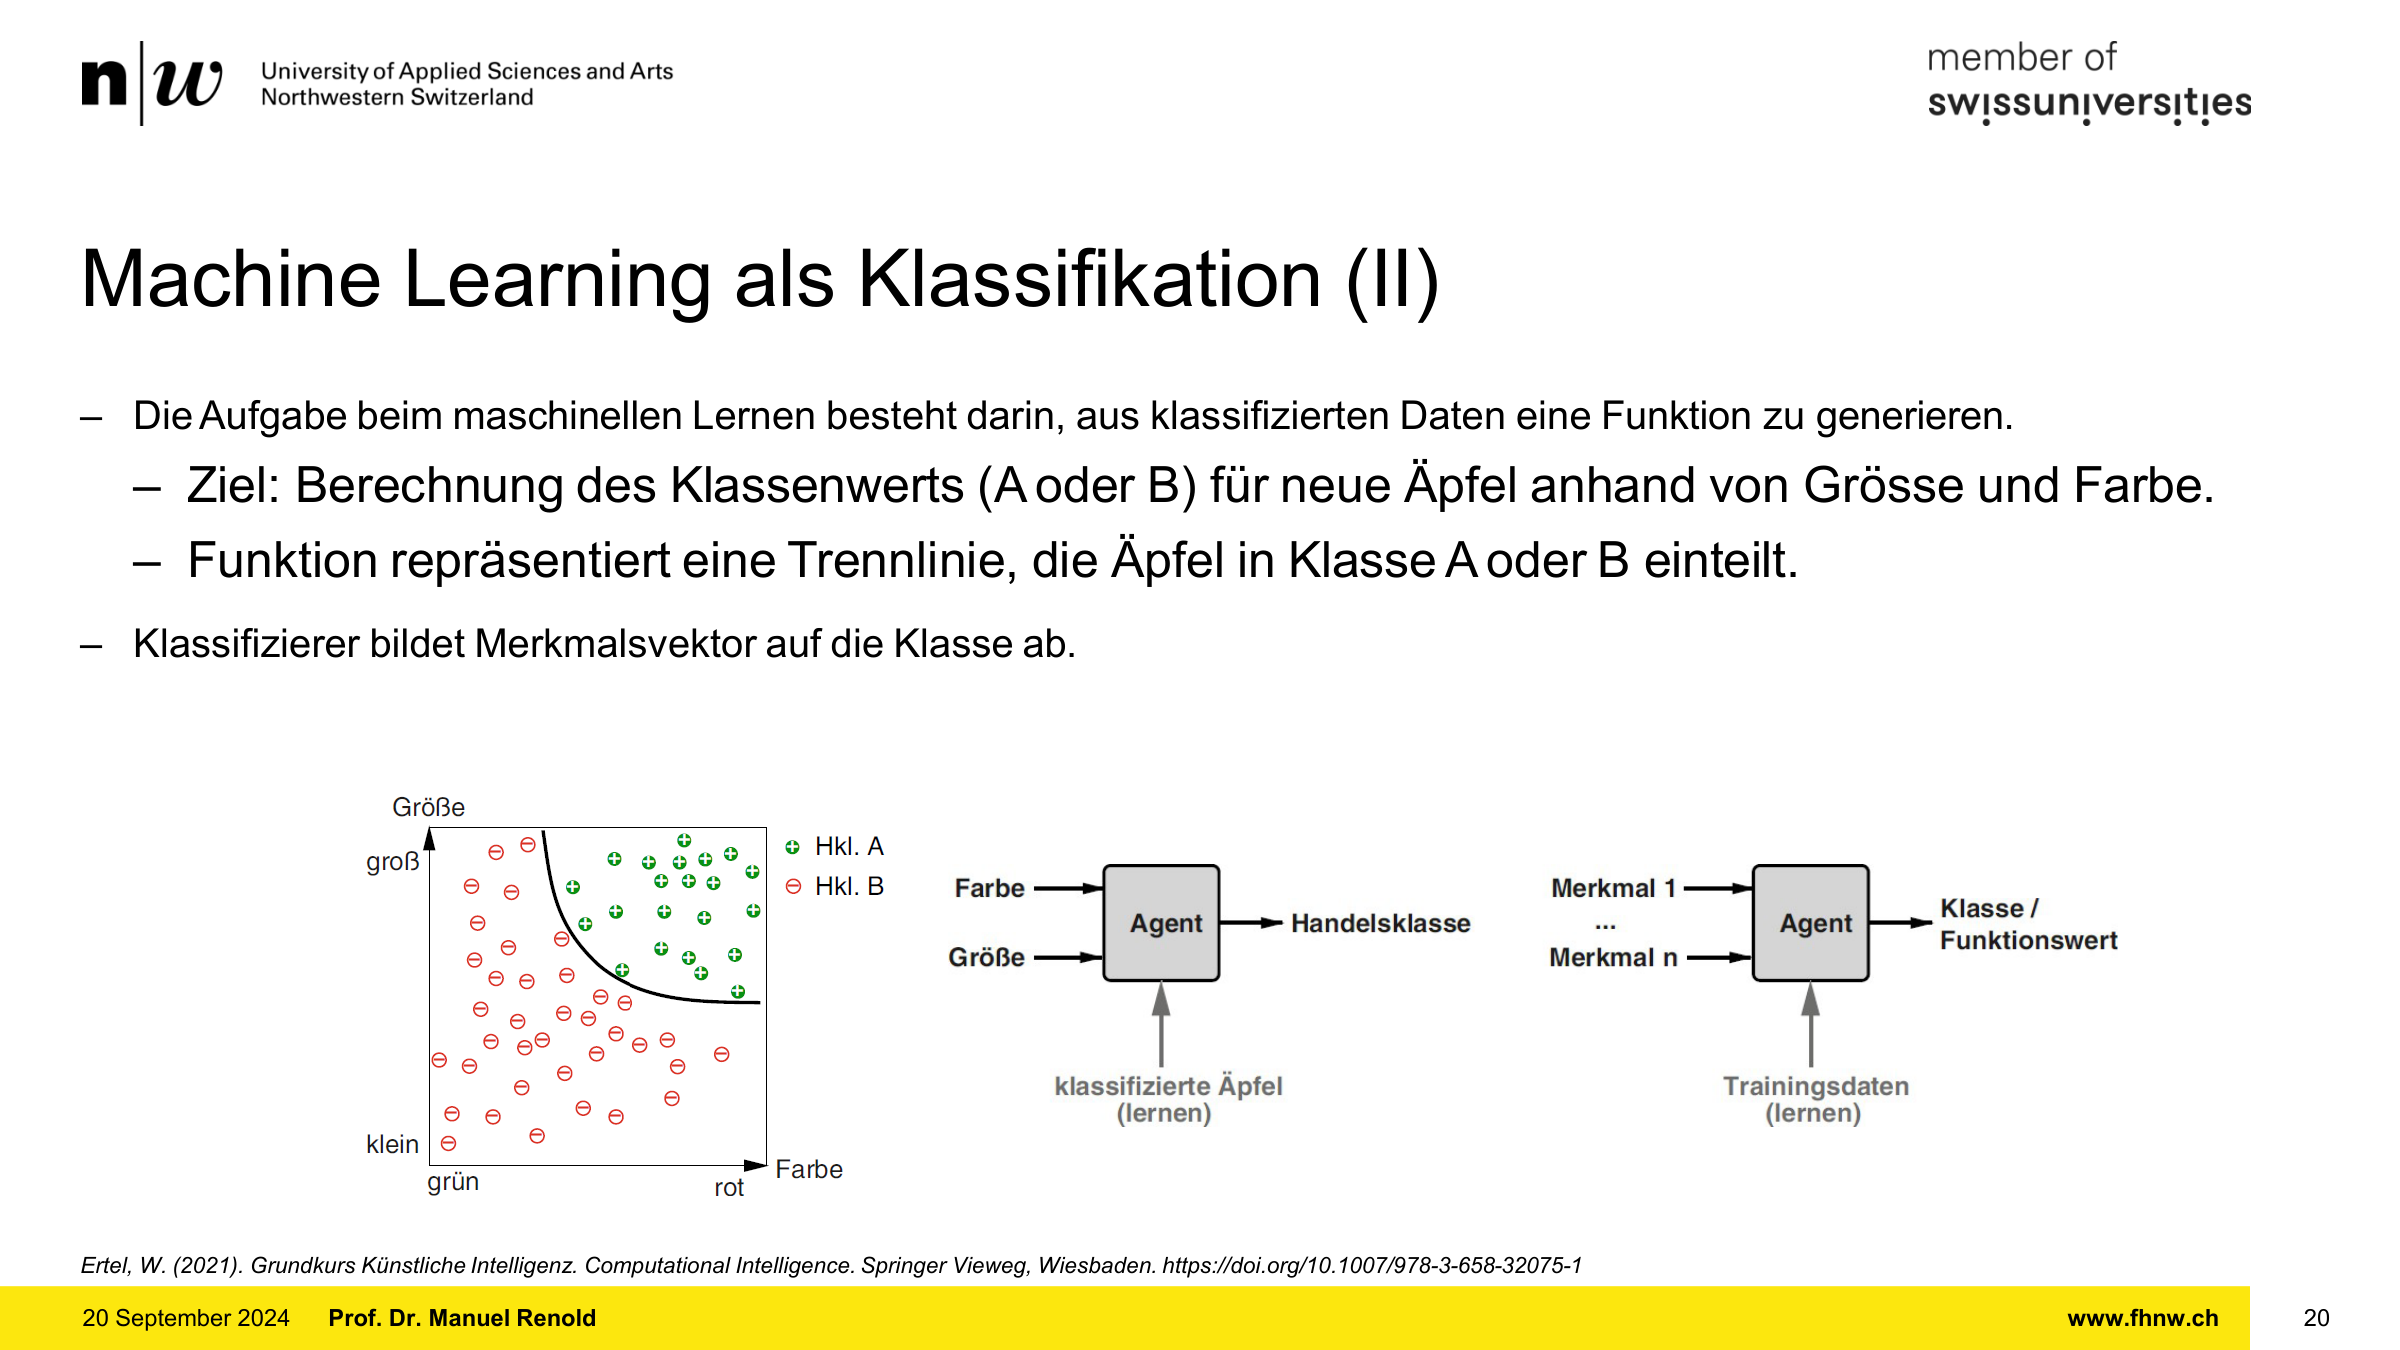 n|w University of Applied Sciences and Arts
Northwestern Switzerland
member of
swissuniversities
Machine Learning als Klassifikation (II)
– Die Aufgabe beim maschinellen Lernen besteht darin, aus klassifizierten Daten eine Funktion zu generieren.
– Ziel: Berechnung des Klassenwerts (A oder B) für neue Äpfel anhand von Grösse und Farbe.
– Funktion repräsentiert eine Trennlinie, die Äpfel in Klasse A oder B einteilt.
– Klassifizierer bildet Merkmalsvektor auf die Klasse ab.
Größe
groß
klein
grün
rot
Farbe
Hkl. A
Hkl. B
Farbe
Größe
Agent
Handelsklasse
klassifizierte Äpfel
(lernen)
Merkmal 1
...
Merkmal n
Agent
Klasse /
Funktionswert
Trainingsdaten
(lernen)
Ertel, W. (2021). Grundkurs Künstliche Intelligenz. Computational Intelligence. Springer Vieweg, Wiesbaden. https://doi.org/10.1007/978-3-658-32075-1
20 September 2024 Prof. Dr. Manuel Renold www.fhnw.ch 20